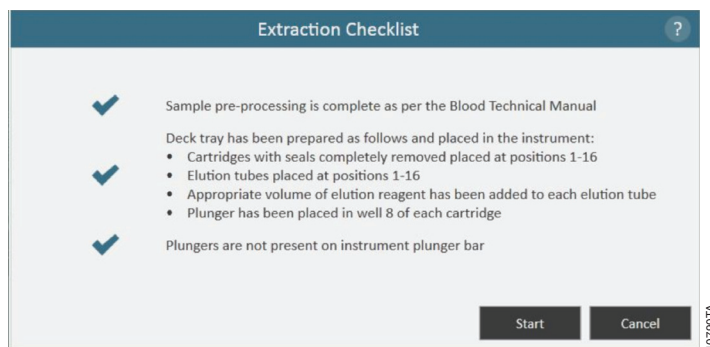 Extraction Checklist
?
Sample pre-processing is complete as per the Blood Technical Manual
Deck tray has been prepared as follows and placed in the instrument:
• Cartridges with seals completely removed placed at positions 1-16
• Elution tubes placed at positions 1-16
• Appropriate volume of elution reagent has been added to each elution tube
• Plunger has been placed in well 8 of each cartridge
Plungers are not present on instrument plunger bar
Start
Cancel